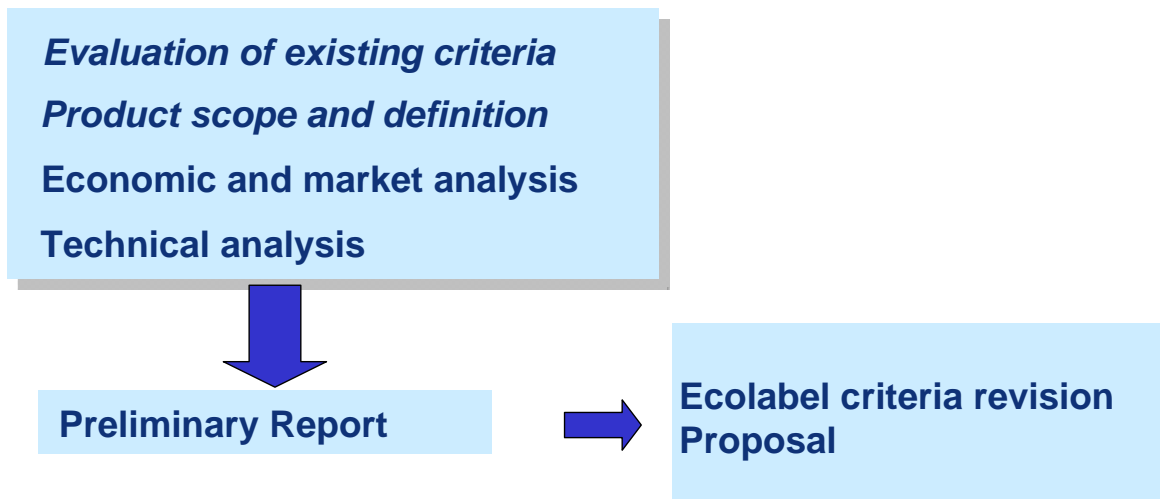 Evaluation of existing criteria
Product scope and definition
Economic and market analysis
Technical analysis
Preliminary Report
Ecolabel criteria revision
Proposal